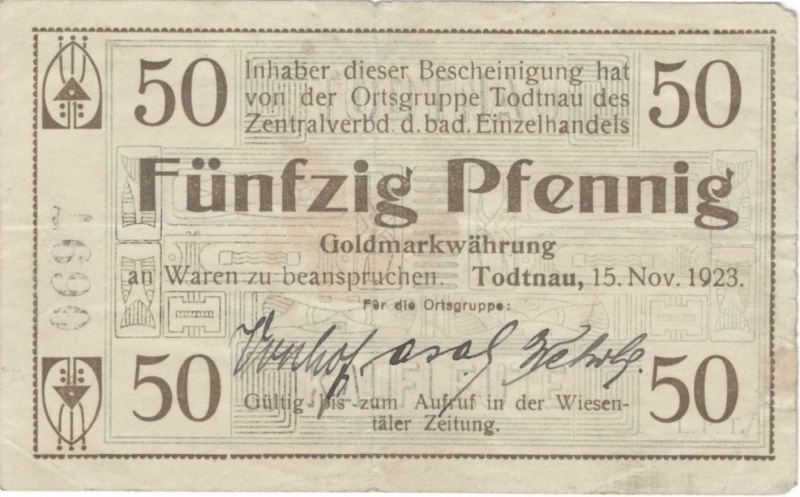 50 Inhaber dieser Bescheinigung hat 50
von der Ortsgruppe Todtnau des
Zentralverbd. d. bad. Einzelhandels
Fünfzig Pfennig
Goldmarkwährung
an Waren zu beanspruchen. Todtnau, 15. Nov. 1923.
Für die Ortsgruppe:
50 50
Gültig bis zum Aufruf in der Wiesen-
täler Zeitung.
0697